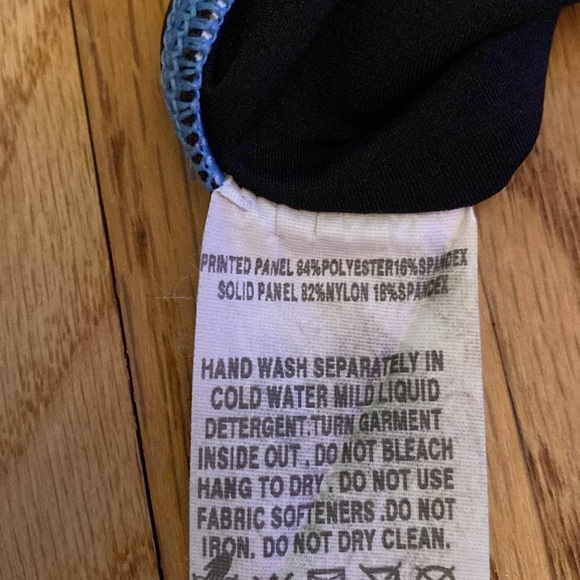 PRINTED PANEL 84%POLYESTER16%SPANDEX
SOLID PANEL 82%NYLON 18%SPANDEX
HAND WASH SEPARATELY IN
COLD WATER MILD LIQUID
DETERGENT.TURN GARMENT
INSIDE OUT . DO NOT BLEACH
HANG TO DRY . DO NOT USE
FABRIC SOFTENERS .DO NOT
IRON. DO NOT DRY CLEAN.